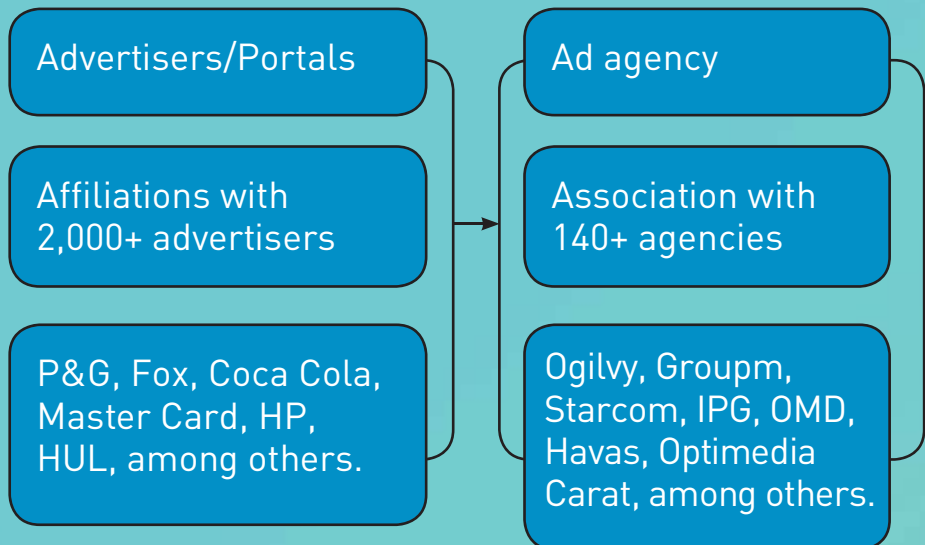 Advertisers/Portals
Affiliations with
2,000+ advertisers
P&G, Fox, Coca Cola,
Master Card, HP,
HUL, among others.
Ad agency
Association with
140+ agencies
Ogilvy, Groupm,
Starcom, IPG, OMD,
Havas, Optimedia
Carat, among others.